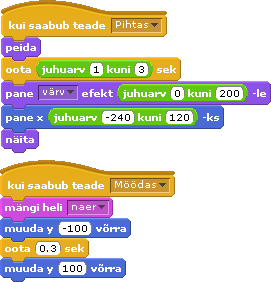 kui saabub teade Pihtas
peida
oota juhuarv 1 kuni 3 sek
pane värv efekt juhuarv 0 kuni 200 -le
pane x juhuarv -240 kuni 120 -ks
näita
kui saabub teade Möödas
mängi heli naer
muuda y -100 võrra
oota 0.3 sek
muuda y 100 võrra